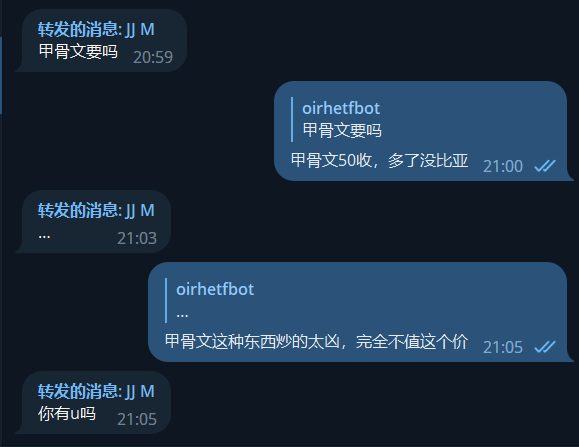 转发的消息: JJ M
甲骨文要吗 20:59
oirhetfbot
甲骨文要吗
甲骨文50收，多了没比亚 21:00
转发的消息: JJ M
... 21:03
oirhetfbot
...
甲骨文这种东西炒的太凶，完全不值这个价 21:05
转发的消息: JJ M
你有u吗 21:05